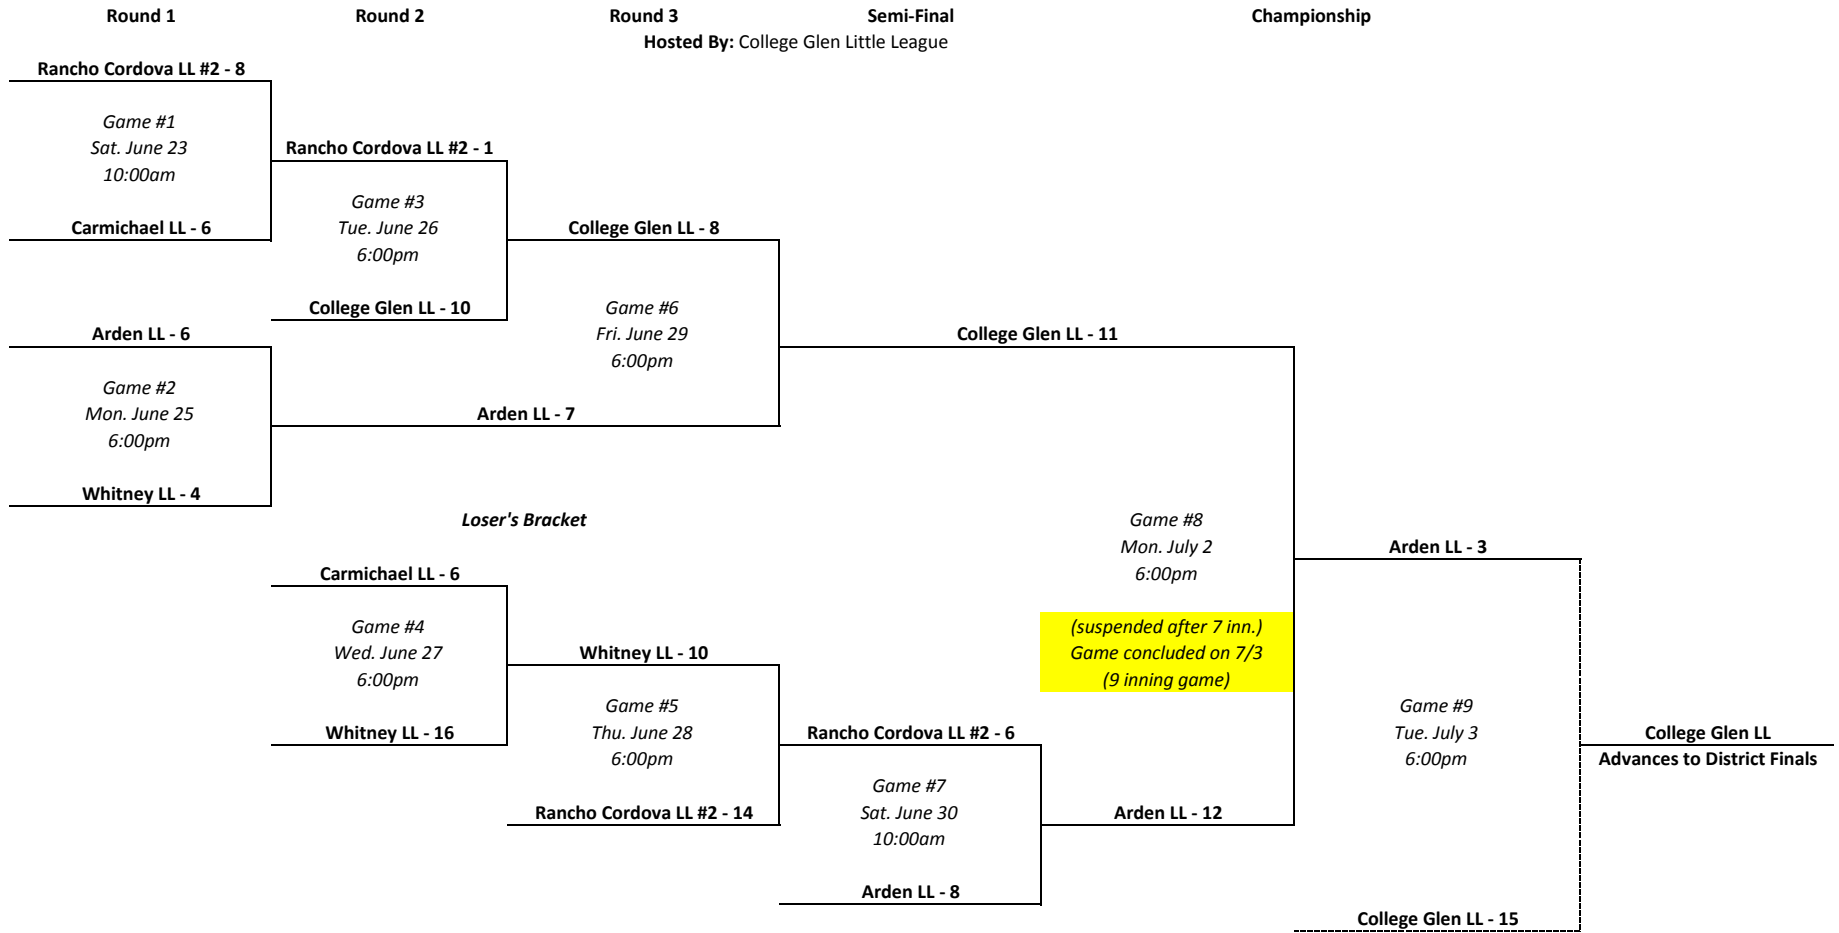 Round 1
Round 2
Round 3
Semi-Final
Championship
Hosted By: College Glen Little League
Rancho Cordova LL #2 - 8
Game #1
Sat. June 23
10:00am
Carmichael LL - 6
Rancho Cordova LL #2 - 1
Game #3
Tue. June 26
6:00pm
College Glen LL - 10
Arden LL - 6
Game #2
Mon. June 25
6:00pm
Whitney LL - 4
College Glen LL - 8
Game #6
Fri. June 29
6:00pm
Arden LL - 7
College Glen LL - 11
Loser's Bracket
Carmichael LL - 6
Game #4
Wed. June 27
6:00pm
Whitney LL - 16
Whitney LL - 10
Game #5
Thu. June 28
6:00pm
Rancho Cordova LL #2 - 14
Rancho Cordova LL #2 - 6
Game #7
Sat. June 30
10:00am
Arden LL - 8
Game #8
Mon. July 2
6:00pm
(suspended after 7 inn.)
Game concluded on 7/3
(9 inning game)
Arden LL - 12
Arden LL - 3
Game #9
Tue. July 3
6:00pm
College Glen LL - 15
College Glen LL
Advances to District Finals